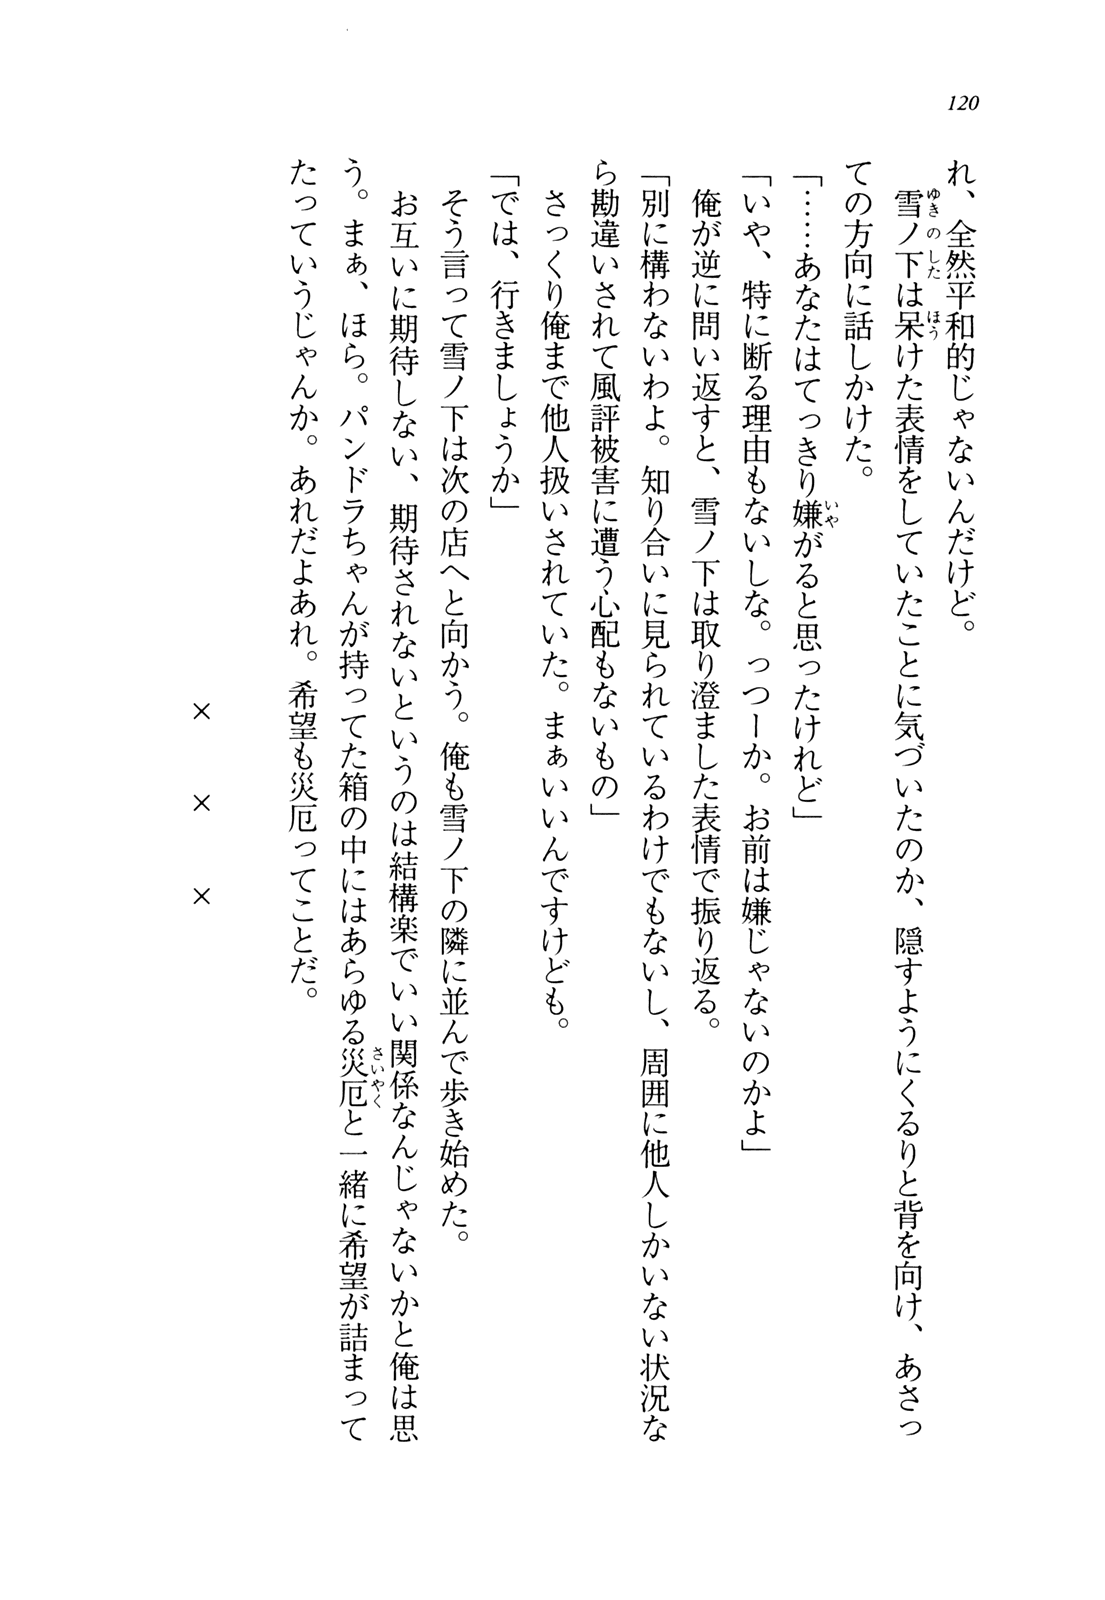 120
れ、全然平和的じゃないんだけど。
雪ノ下は呆けた表情をしていたことに気づいたのか、隠すようにくるりと背を向け、あさっ
ての方向に話しかけた。
「……あなたはてっきり嫌がると思ったけれど」
「いや、特に断る理由もないしな。っつーか。お前は嫌じゃないのかよ」
俺が逆に問い返すと、雪ノ下は取り澄ました表情で振り返る。
「別に構わないわよ。知り合いに見られているわけでもないし、周囲に他人しかいない状況な
ら勘違いされて風評被害に遭う心配もないもの」
さっくり俺まで他人扱いされていた。まぁいいんですけども。
「では、行きましょうか」
そう言って雪ノ下は次の店へと向かう。俺も雪ノ下の隣に並んで歩き始めた。
お互いに期待しない、期待されないというのは結構楽でいい関係なんじゃないかと俺は思
う。まぁ、ほら。パンドラちゃんが持ってた箱の中にはあらゆる災厄と一緒に希望が詰まって
たっていうじゃんか。あれだよあれ。希望も災厄ってことだ。
× × ×